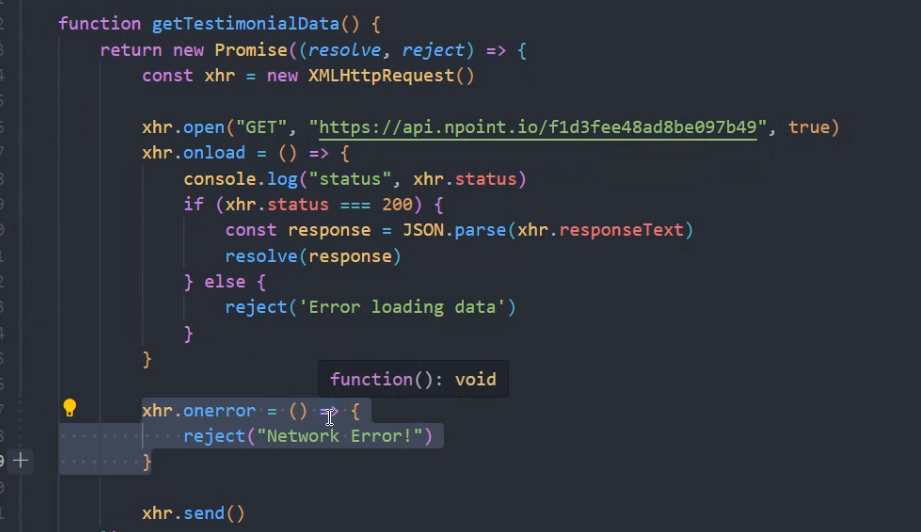 function getTestimonialData() {
return new Promise((resolve, reject) => {
const xhr = new XMLHttpRequest()
xhr.open("GET", "https://api.npoint.io/f1d3fee48ad8be097b49", true)
xhr.onload = () => {
console.log("status", xhr.status)
if (xhr.status === 200) {
const response = JSON.parse(xhr.responseText)
resolve(response)
} else {
reject('Error loading data')
}
}
function(): void
xhr.onerror = () => {
reject("Network Error!")
}
xhr.send()